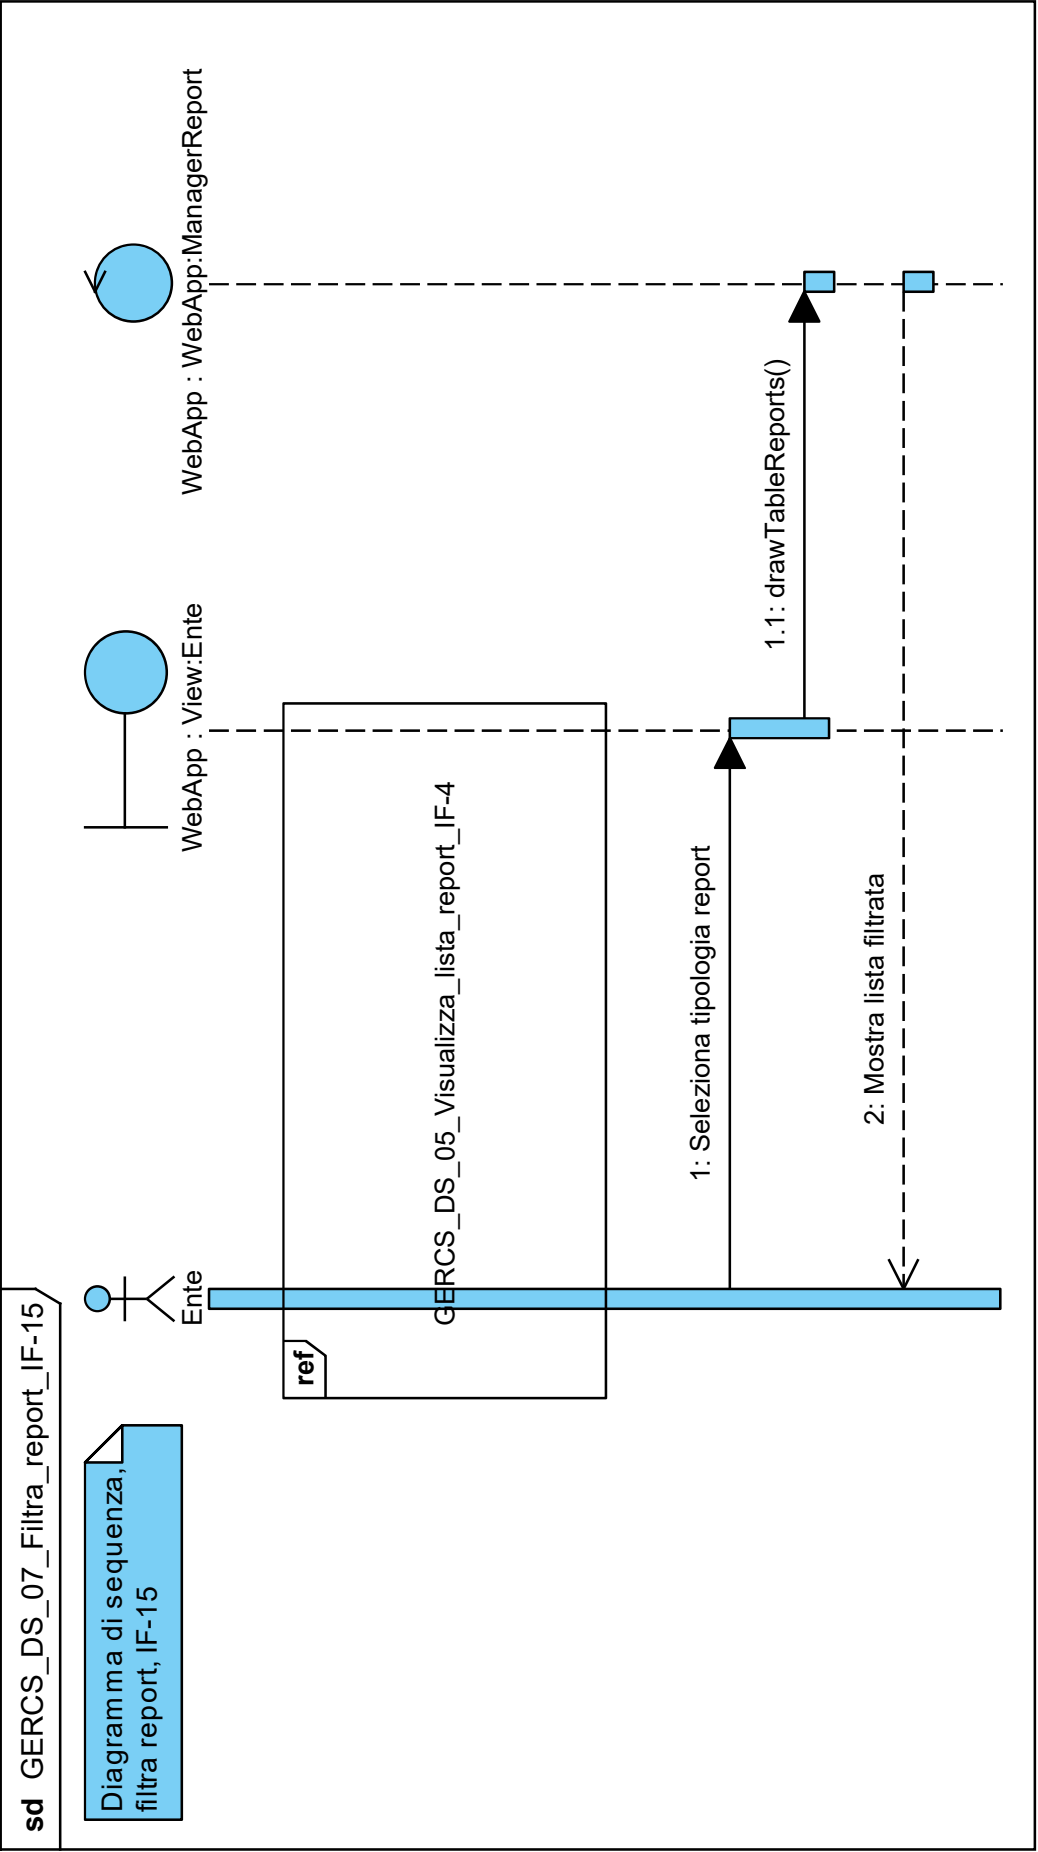 sd GERCS_DS_07_Filtra_report_IF-15
Diagramma di sequenza,
filtra report, IF-15
Ente
WebApp : View:Ente
WebApp : WebApp:ManagerReport
ref
GERCS_DS_05_Visualizza_lista_report_IF-4
1: Seleziona tipologia report
1.1: drawTableReports()
2: Mostra lista filtrata